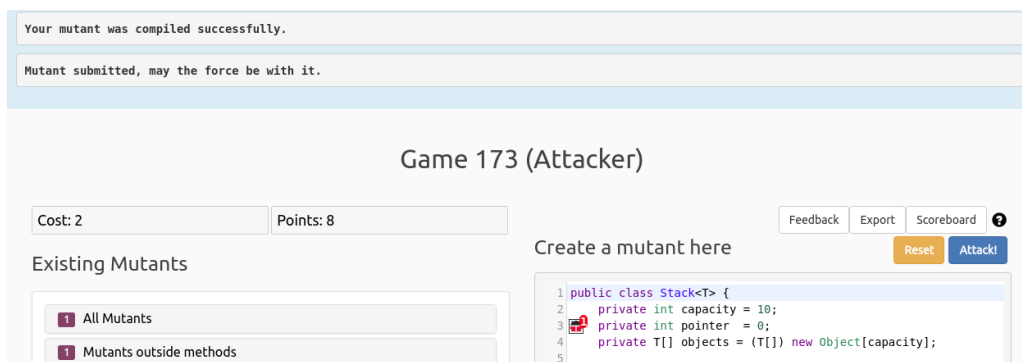 Your mutant was compiled successfully.
Mutant submitted, may the force be with it.
Game 173 (Attacker)
Cost: 2 Points: 8
Feedback Export Scoreboard ?
Existing Mutants
Create a mutant here
Reset Attack!
1 All Mutants
1 Mutants outside methods
1 public class Stack<T> {
2 private int capacity = 10;
3 1 private int pointer = 0;
4 private T[] objects = (T[]) new Object[capacity];
5